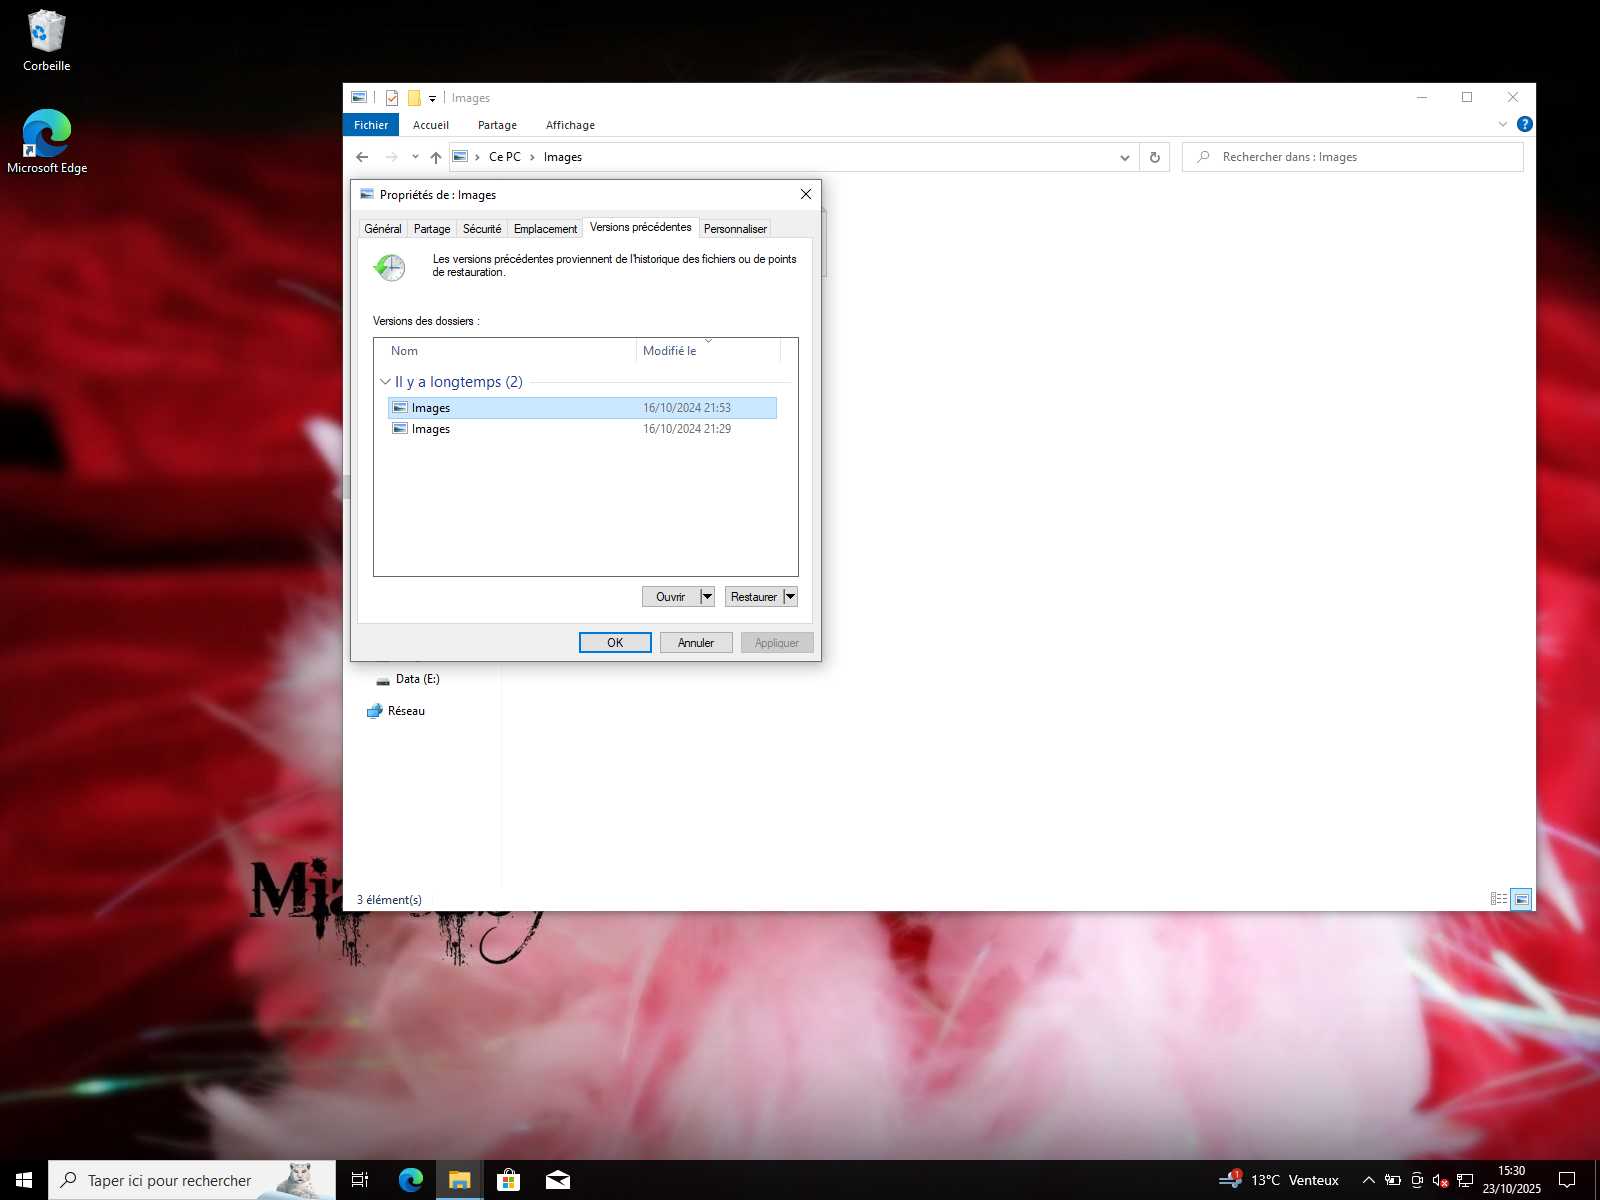 Corbeille
Microsoft Edge
Images
Fichier
Accueil
Partage
Affichage
Ce PC
Images
Rechercher dans : Images
Propriétés de : Images
Général
Partage
Sécurité
Emplacement
Versions précédentes
Personnaliser
Les versions précédentes proviennent de l'historique des fichiers ou de points
de restauration.
Versions des dossiers :
Nom
Modifié le
Il y a longtemps (2)
Images 16/10/2024 21:53
Images 16/10/2024 21:29
Ouvrir
Restaurer
OK
Annuler
Appliquer
Data (E:)
Réseau
3 élément(s)
Taper ici pour rechercher
1
13°C Venteux
15:30
23/10/2025